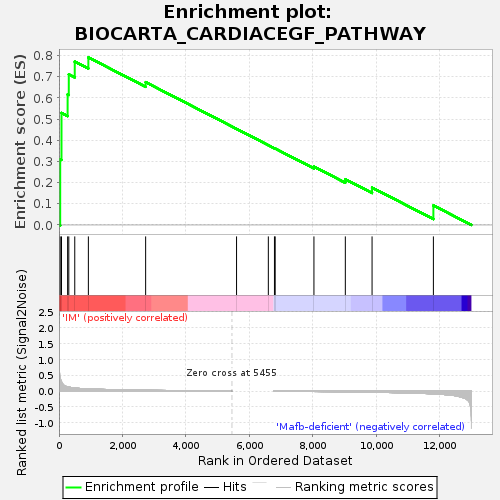 Enrichment plot:
BIOCARTA_CARDIACEGF_PATHWAY
Enrichment score (ES)
0.8
0.7
0.6
0.5
0.4
0.3
0.2
0.1
0.0
'IM' (positively correlated)
Ranked list metric (Signal2Noise)
2.5
2.0
1.5
1.0
0.5
0.0
-0.5
-1.0
Zero cross at 5455
'Mafb-deficient' (negatively correlated)
0 2,000 4,000 6,000 8,000 10,000 12,000
Rank in Ordered Dataset
Enrichment profile Hits Ranking metric scores